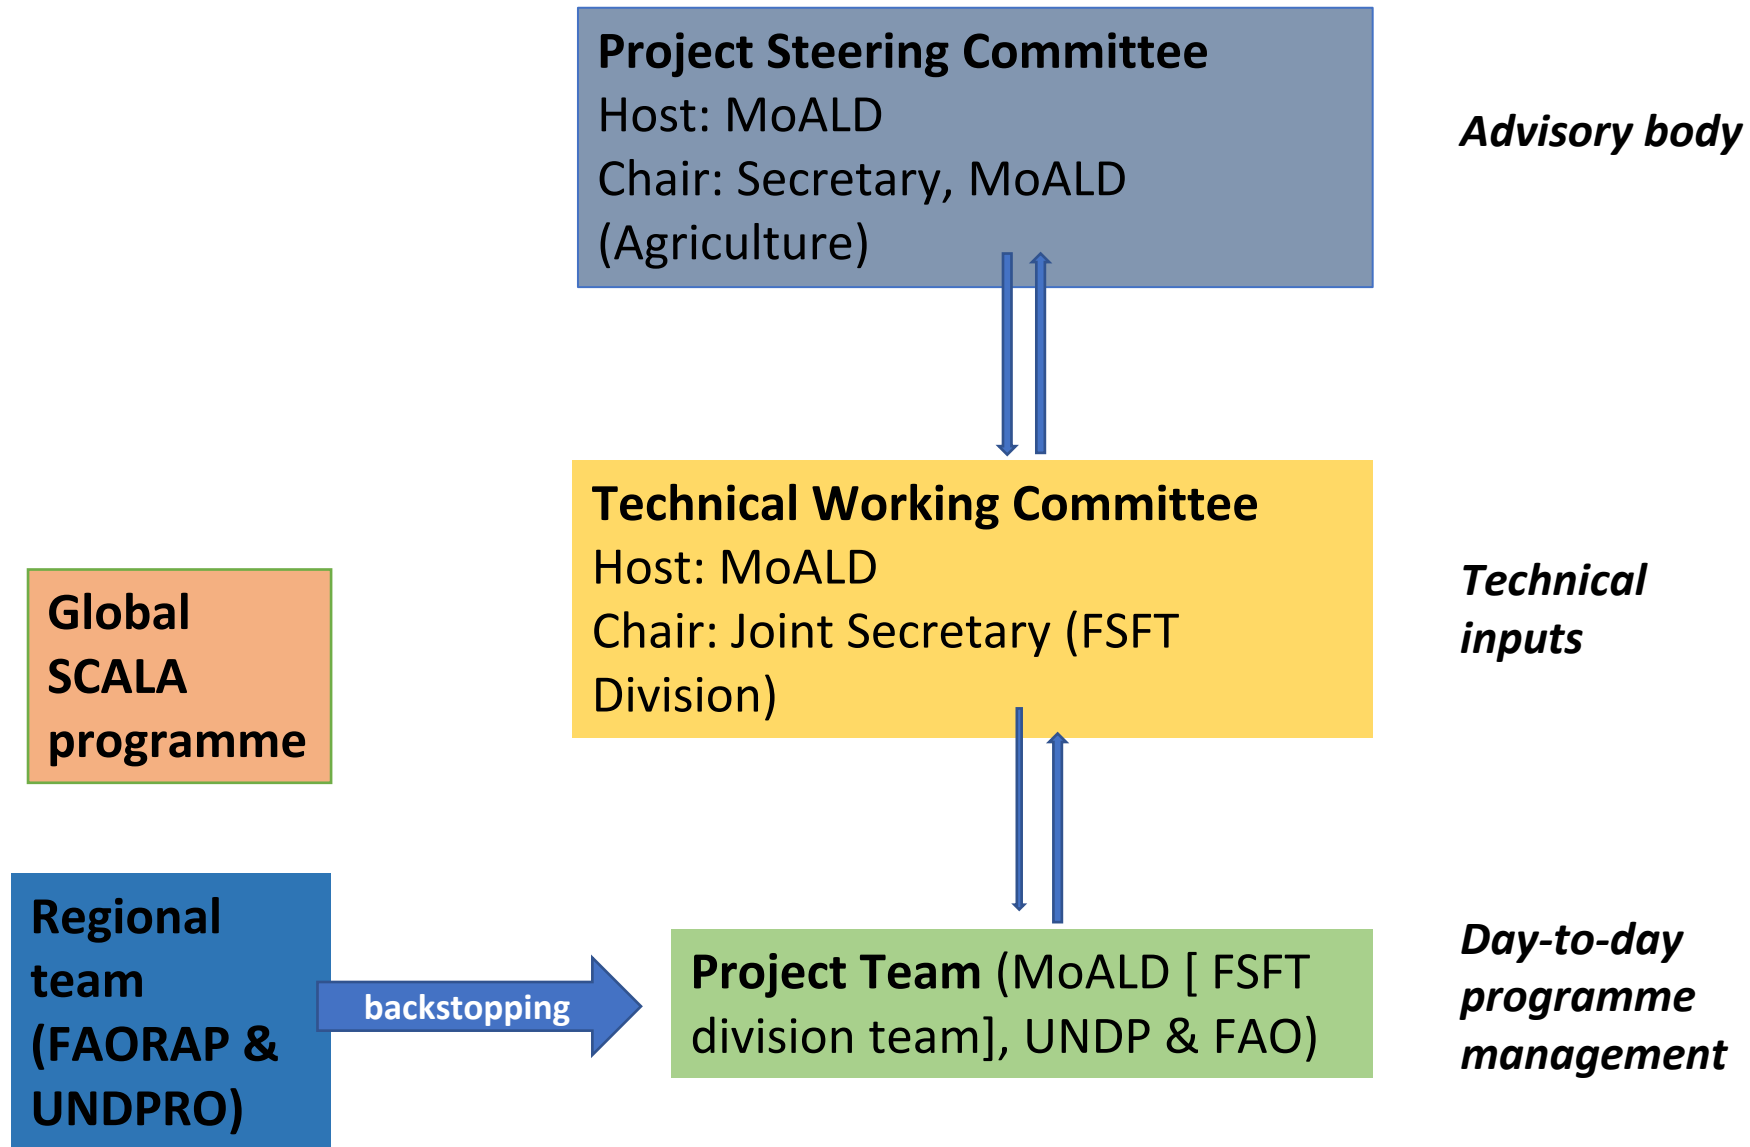 Project Steering Committee
Host: MoALD
Chair: Secretary, MoALD
(Agriculture)
Advisory body
Technical Working Committee
Host: MoALD
Chair: Joint Secretary (FSFT
Division)
Technical
inputs
Global
SCALA
programme
Regional
team
(FAORAP &
UNDPRO)
backstopping
Project Team (MoALD [ FSFT
division team], UNDP & FAO)
Day-to-day
programme
management